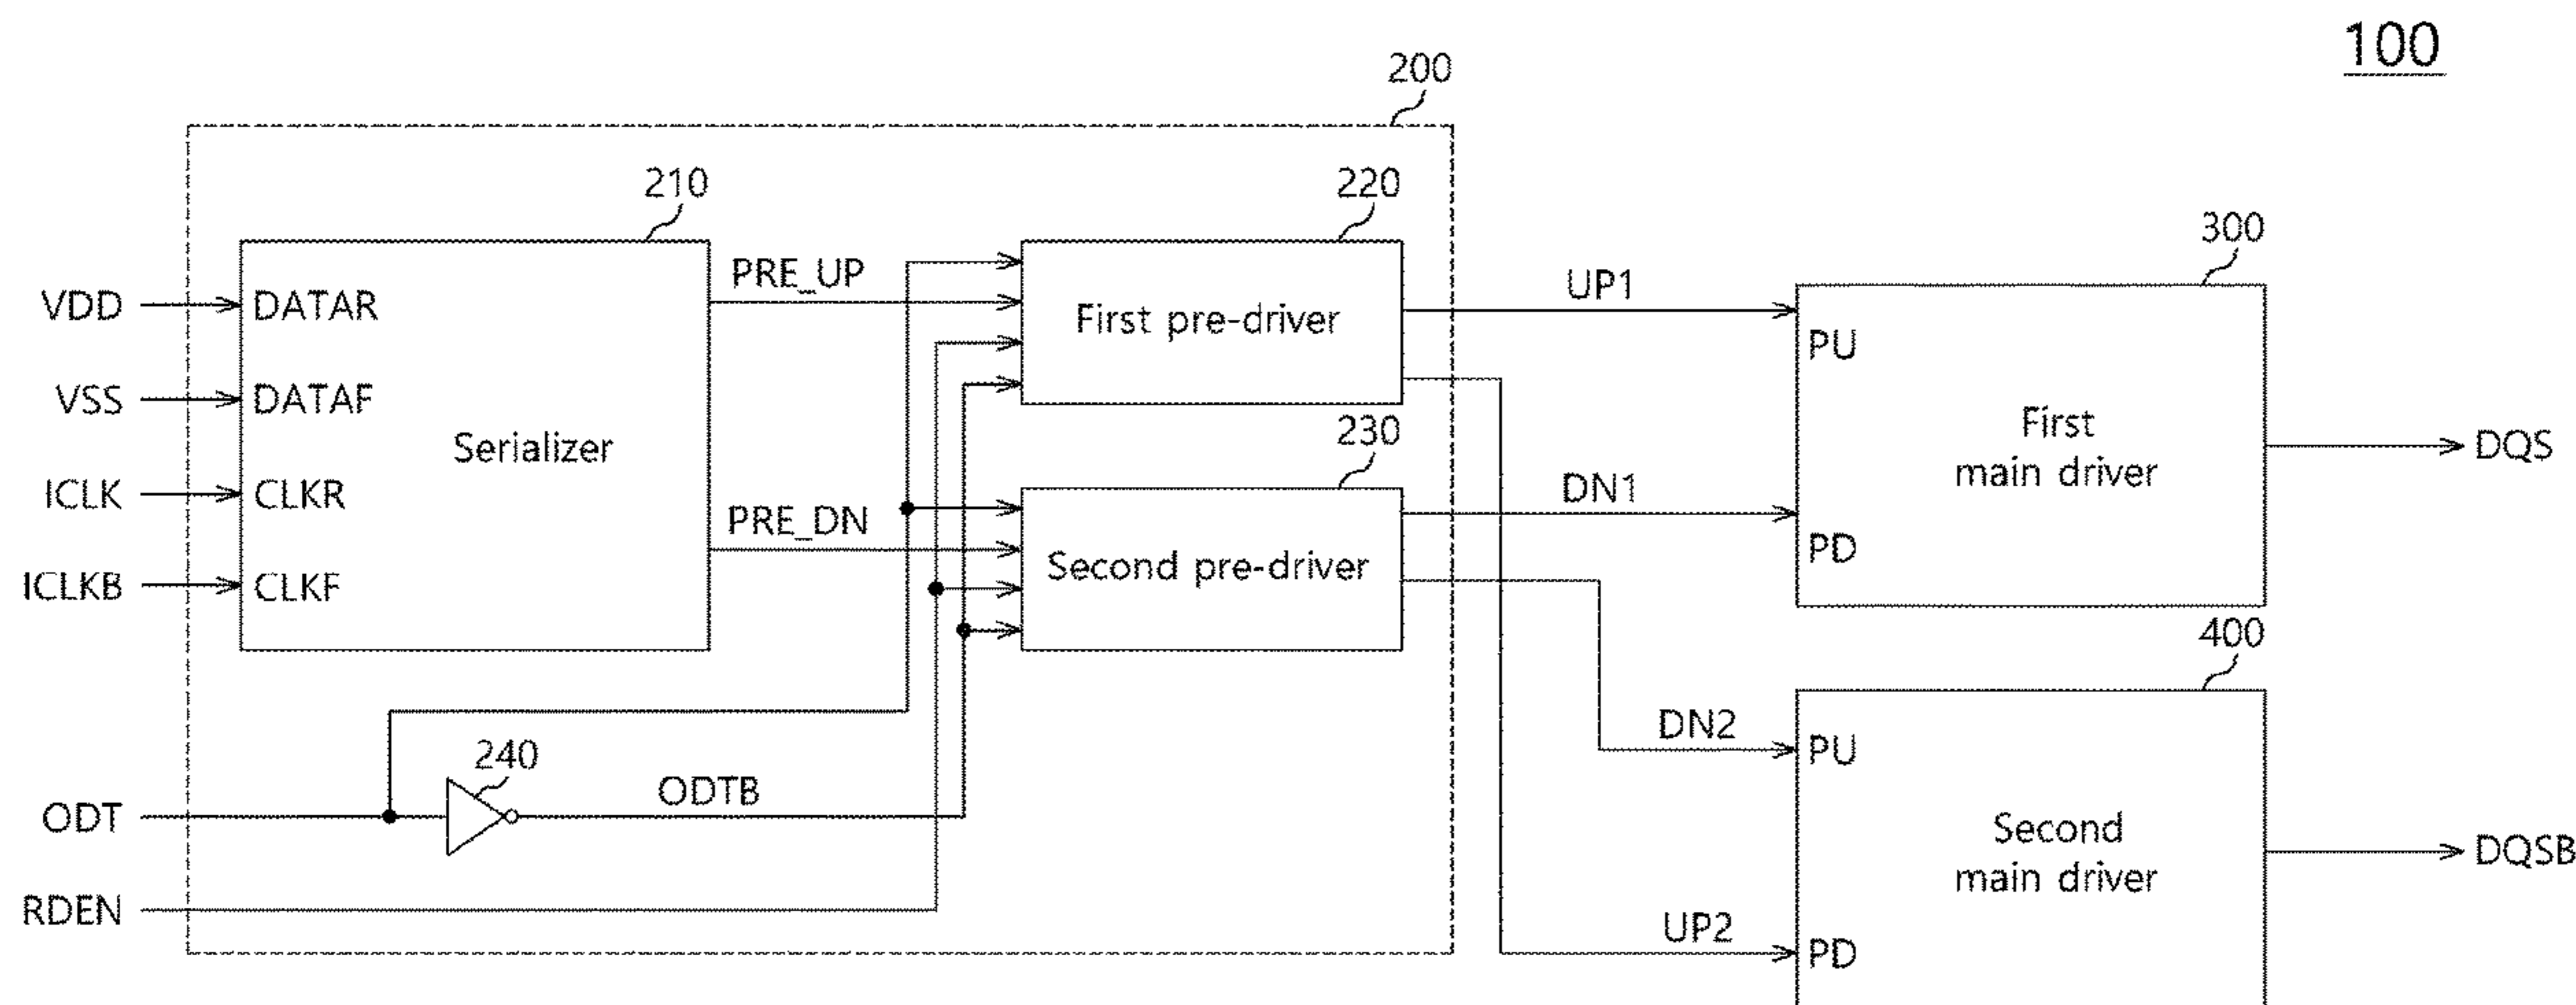 100
200
210
220
300
PRE_UP
UP1
VDD
DATAR
First pre-driver
PU
VSS
DATAF
230
First
main driver
DQS
Serializer
ICLK
CLKR
DN1
PRE_DN
PD
Second pre-driver
ICLKB
CLKF
400
240
DN2
PU
ODTB
ODT
Second
main driver
DQSB
RDEN
UP2
PD